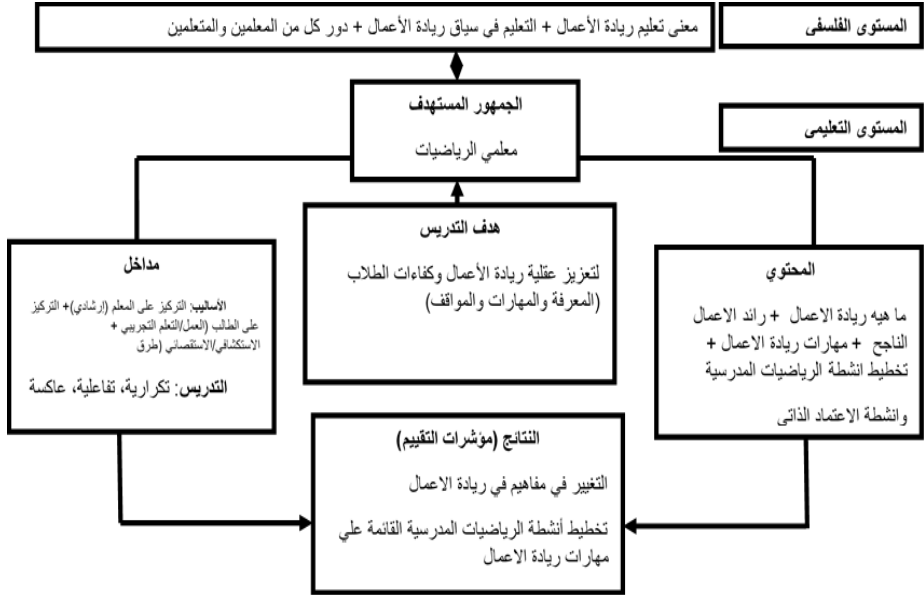 المستوى الفلسفى
معنى تعليم ريادة الأعمال + التعليم في سياق ريادة الأعمال + دور كل من المعلمين والمتعلمين
المستوى التعليمى
الجمهور المستهدف
معلمي الرياضيات
هدف التدريس
لتعزيز عقلية ريادة الأعمال وكفاءات الطلاب
(المعرفة والمهارات والمواقف)
المحتوي
ما هيه ريادة الاعمال + رائد الاعمال
الناجح + مهارات ريادة الاعمال +
تخطيط انشطة الرياضيات المدرسية
وانشطة الاعتماد الذاتى
مداخل
الأساليب: التركيز على المعلم (إرشادي)+ التركيز
على الطالب (العمل/التعلم التجريبي +
الاستكشافي/الاستقصائي (طرق
التدريس: تكرارية، تفاعلية، عاكسة
النتائج (مؤشرات التقييم)
التغيير في مفاهيم في ريادة الاعمال
تخطيط أنشطة الرياضيات المدرسية القائمة علي
مهارات ريادة الاعمال